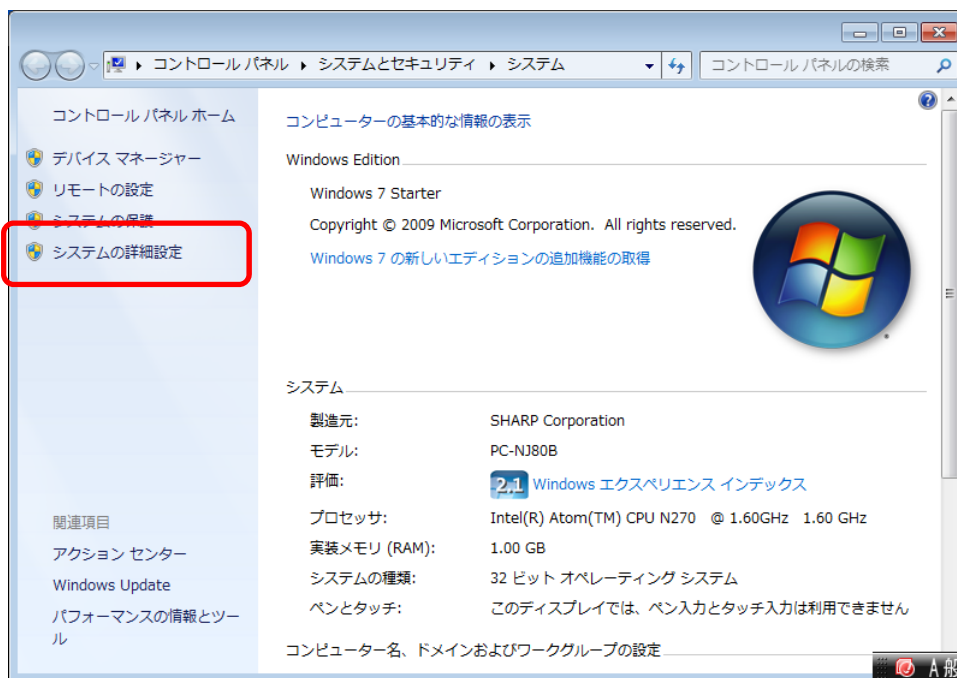 コントロール パネル ▸ システムとセキュリティ ▸ システム
コントロール パネルの検索
コントロール パネル ホーム
デバイス マネージャー
リモートの設定
システムの保護
システムの詳細設定
関連項目
アクション センター
Windows Update
パフォーマンスの情報とツー
ル
コンピューターの基本的な情報の表示
Windows Edition
Windows 7 Starter
Copyright © 2009 Microsoft Corporation. All rights reserved.
Windows 7 の新しいエディションの追加機能の取得
システム
製造元: SHARP Corporation
モデル: PC-NJ80B
評価: 2.1 Windows エクスペリエンス インデックス
プロセッサ: Intel(R) Atom(TM) CPU N270 @ 1.60GHz 1.60 GHz
実装メモリ (RAM): 1.00 GB
システムの種類: 32 ビット オペレーティング システム
ペンとタッチ: このディスプレイでは、ペン入力とタッチ入力は利用できません
コンピューター名、ドメインおよびワークグループの設定
A 般